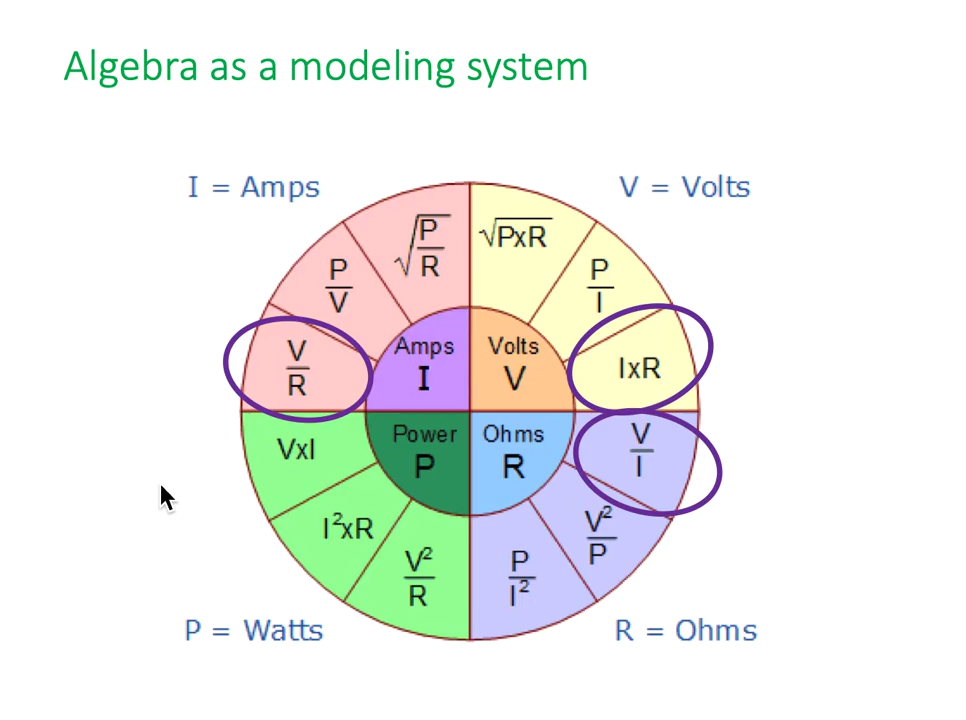 Algebra as a modeling system
I = Amps
V = Volts
√P/R
√PxR
P/V
P/I
V/R
Amps
I
Volts
V
IxR
VxI
Power
P
Ohms
R
V/I
I²xR
V²/R
P/I²
V²/P
P = Watts
R = Ohms